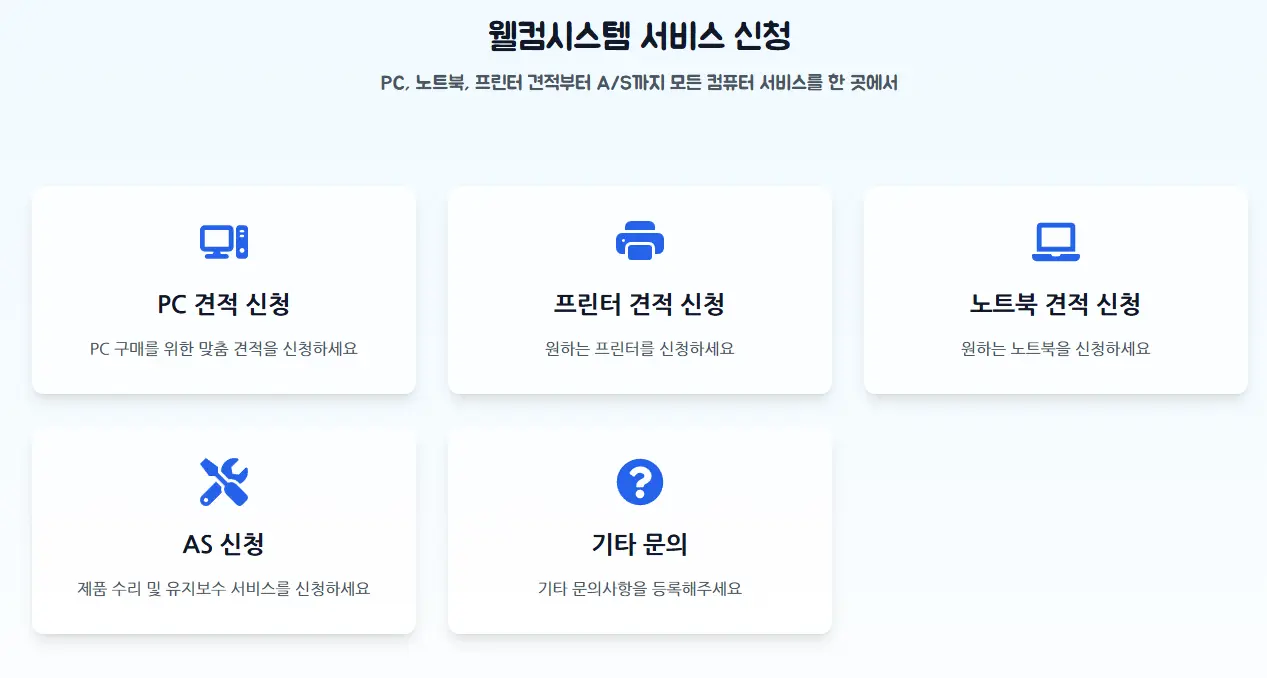 웰컴시스템 서비스 신청
PC, 노트북, 프린터 견적부터 A/S까지 모든 컴퓨터 서비스를 한 곳에서
PC 견적 신청
PC 구매를 위한 맞춤 견적을 신청하세요
프린터 견적 신청
원하는 프린터를 신청하세요
노트북 견적 신청
원하는 노트북을 신청하세요
AS 신청
제품 수리 및 유지보수 서비스를 신청하세요
기타 문의
기타 문의사항을 등록해주세요